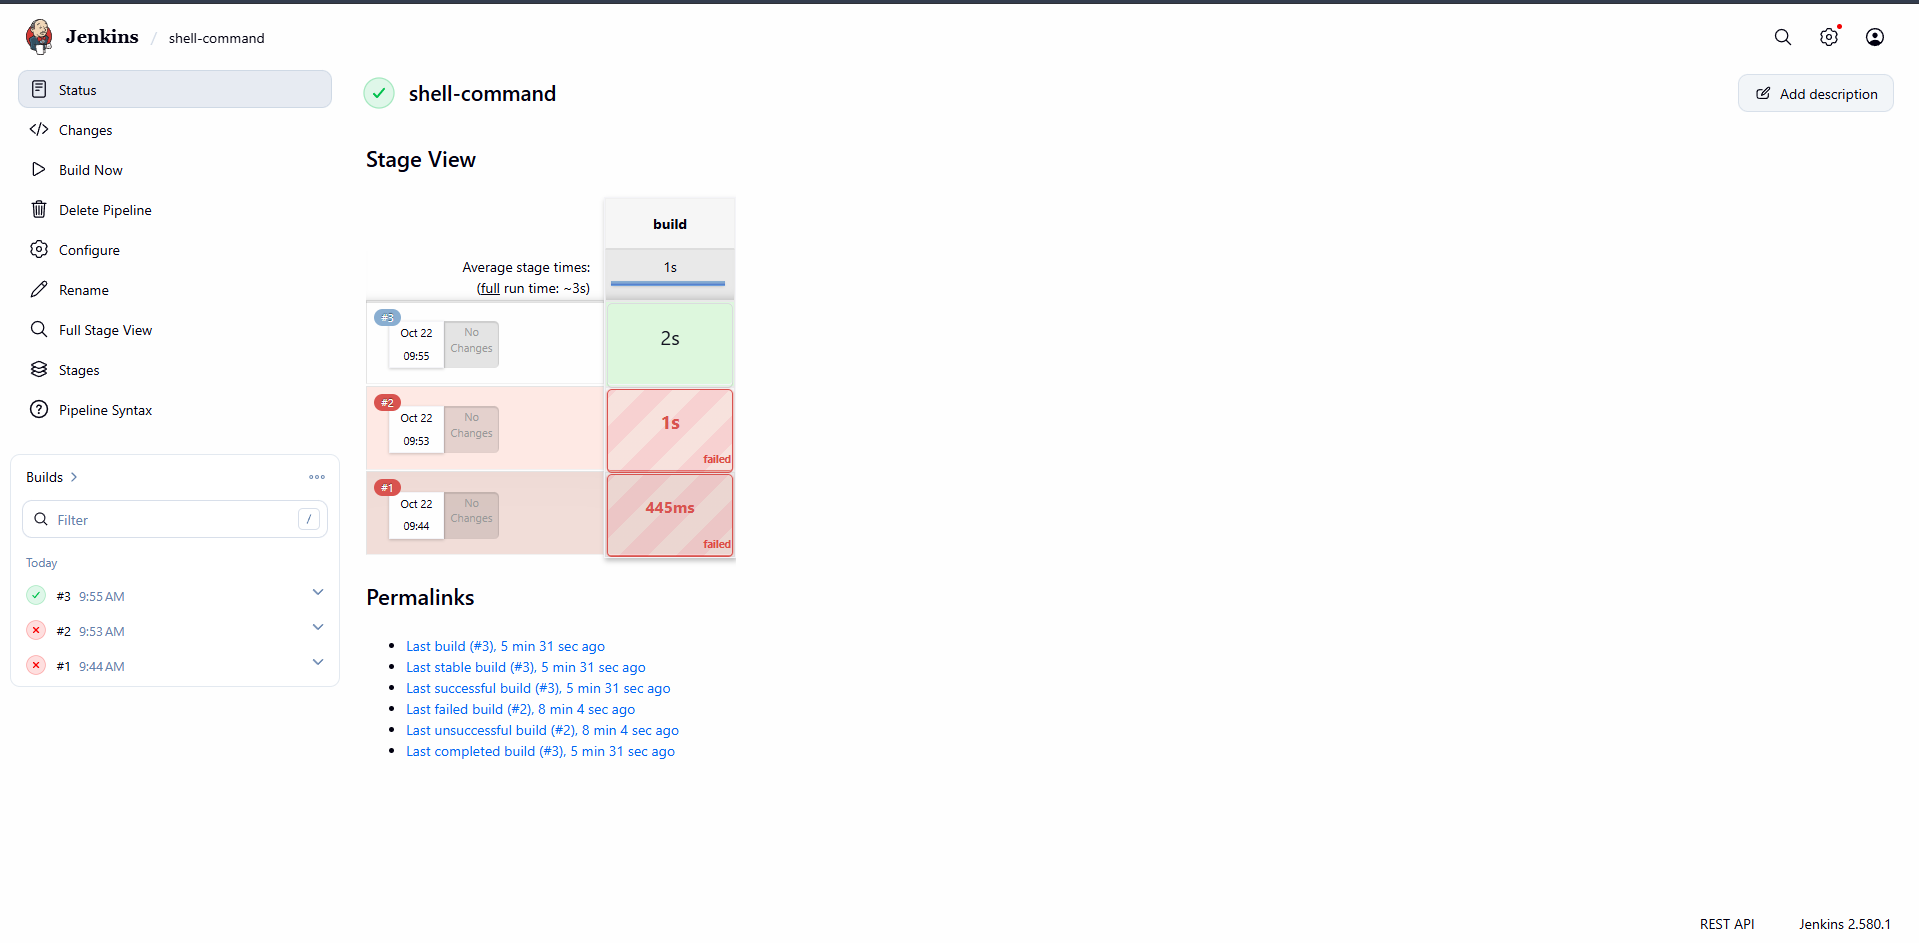 Jenkins / shell-command
Status
Changes
Build Now
Delete Pipeline
Configure
Rename
Full Stage View
Stages
Pipeline Syntax
Builds
Filter /
Today
#3 9:55 AM
#2 9:53 AM
#1 9:44 AM
shell-command
Add description
Stage View
build
Average stage times:
(full run time: ~3s)
1s
#3
Oct 22
09:55
No
Changes
2s
#2
Oct 22
09:53
No
Changes
1s
failed
#1
Oct 22
09:44
No
Changes
445ms
failed
Permalinks
Last build (#3), 5 min 31 sec ago
Last stable build (#3), 5 min 31 sec ago
Last successful build (#3), 5 min 31 sec ago
Last failed build (#2), 8 min 4 sec ago
Last unsuccessful build (#2), 8 min 4 sec ago
Last completed build (#3), 5 min 31 sec ago
REST API
Jenkins 2.580.1